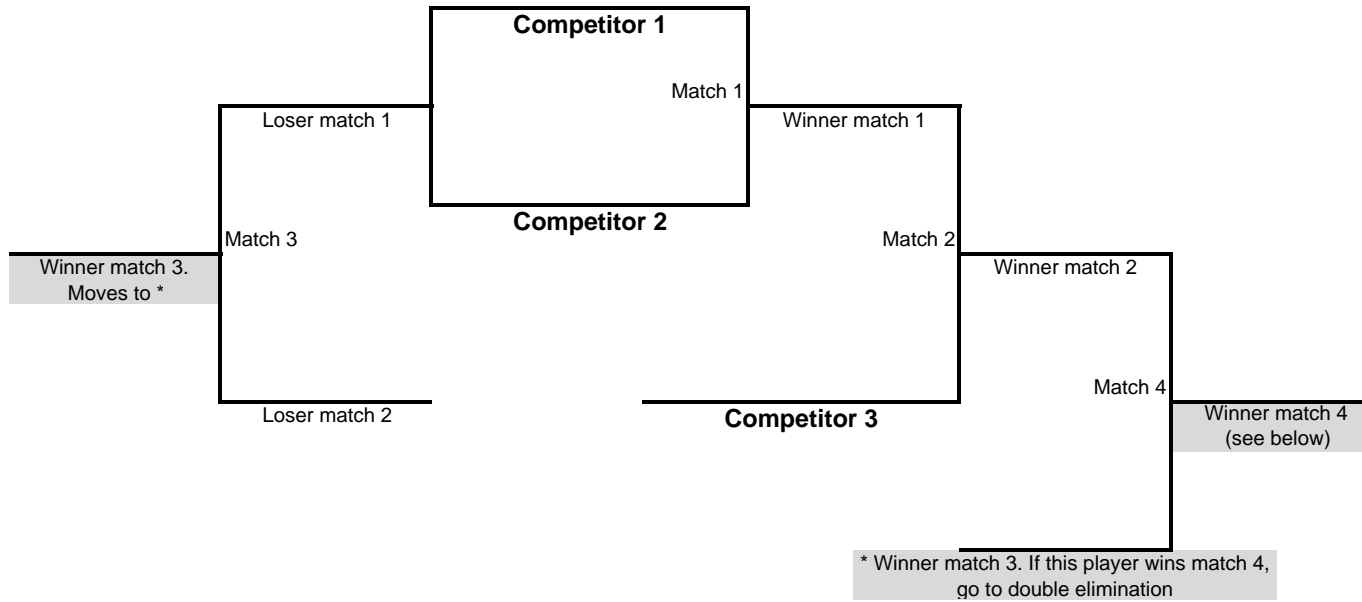 Competitor 1
Match 1
Loser match 1
Winner match 1
Competitor 2
Match 3
Match 2
Winner match 3.
Moves to *
Winner match 2
Match 4
Loser match 2
Competitor 3
Winner match 4
(see below)
* Winner match 3. If this player wins match 4,
go to double elimination